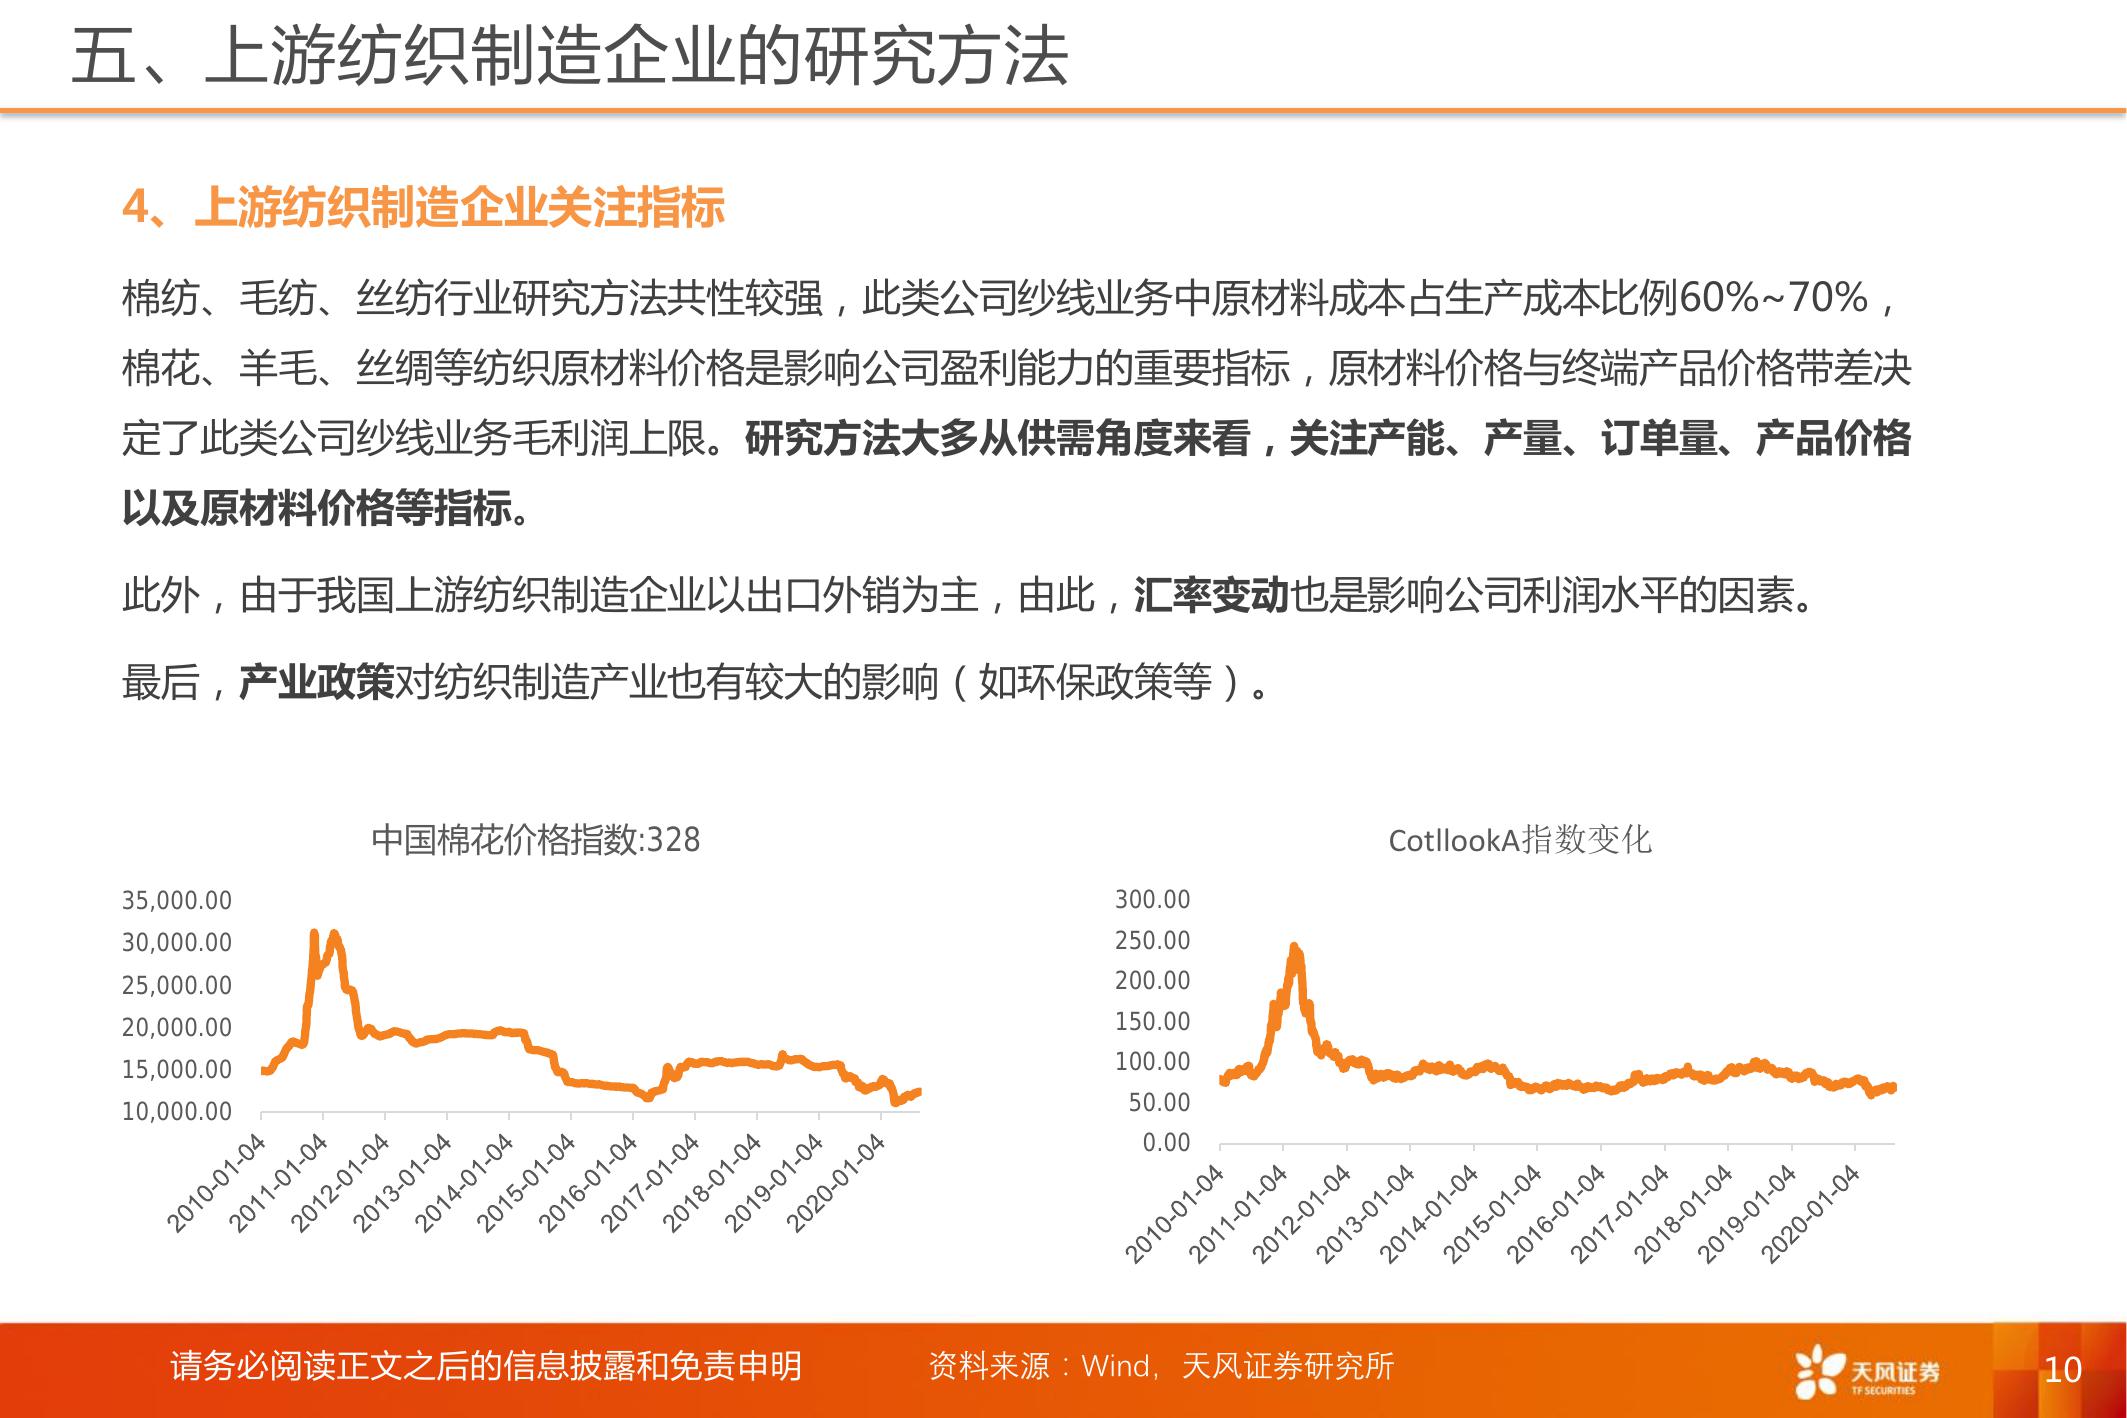 五、上游纺织制造企业的研究方法
4、上游纺织制造企业关注指标
棉纺、毛纺、丝纺行业研究方法共性较强，此类公司纱线业务中原材料成本占生产成本比例60%~70%，
棉花、羊毛、丝绸等纺织原材料价格是影响公司盈利能力的重要指标，原材料价格与终端产品价格带差决
定了此类公司纱线业务毛利润上限。研究方法大多从供需角度来看，关注产能、产量、订单量、产品价格
以及原材料价格等指标。
此外，由于我国上游纺织制造企业以出口外销为主，由此，汇率变动也是影响公司利润水平的因素。
最后，产业政策对纺织制造产业也有较大的影响（如环保政策等）。
中国棉花价格指数:328
35,000.00
30,000.00
25,000.00
20,000.00
15,000.00
10,000.00
2010-01-04
2011-01-04
2012-01-04
2013-01-04
2014-01-04
2015-01-04
2016-01-04
2017-01-04
2018-01-04
2019-01-04
2020-01-04
CotllookA指数变化
300.00
250.00
200.00
150.00
100.00
50.00
0.00
2010-01-04
2011-01-04
2012-01-04
2013-01-04
2014-01-04
2015-01-04
2016-01-04
2017-01-04
2018-01-04
2019-01-04
2020-01-04
请务必阅读正文之后的信息披露和免责申明
资料来源：Wind，天风证券研究所
天风证券
TF SECURITIES
10